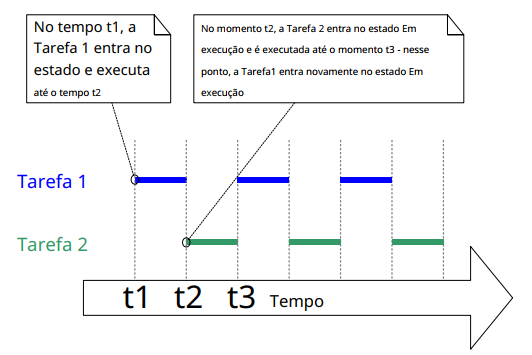 No tempo t1, a
Tarefa 1 entra no
estado e executa
até o tempo t2
No momento t2, a Tarefa 2 entra no estado Em
execução e é executada até o momento t3 - nesse
ponto, a Tarefa1 entra novamente no estado Em
execução
Tarefa 1
Tarefa 2
t1 t2 t3 Tempo